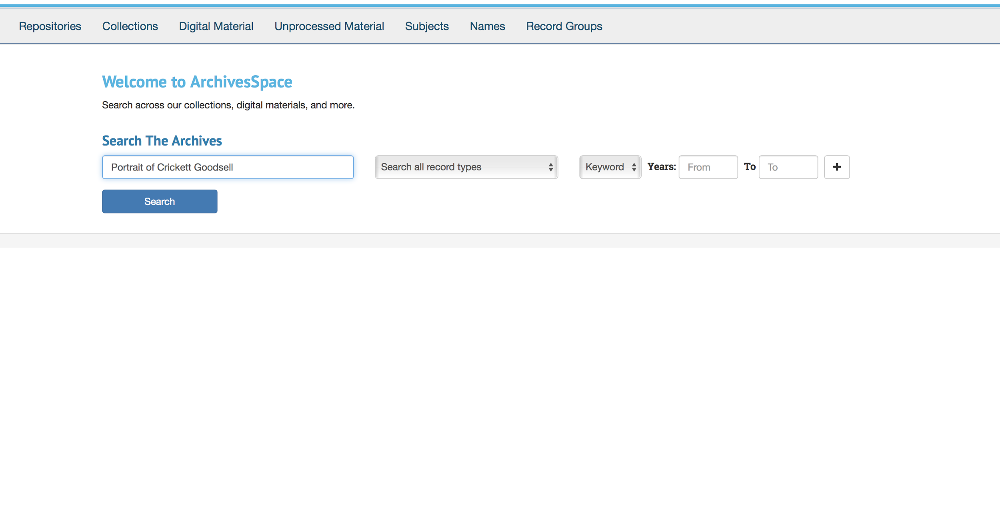 Repositories Collections Digital Material Unprocessed Material Subjects Names Record Groups
Welcome to ArchivesSpace
Search across our collections, digital materials, and more.
Search The Archives
Portrait of Crickett Goodsell Search all record types Keyword Years: From To To +
Search